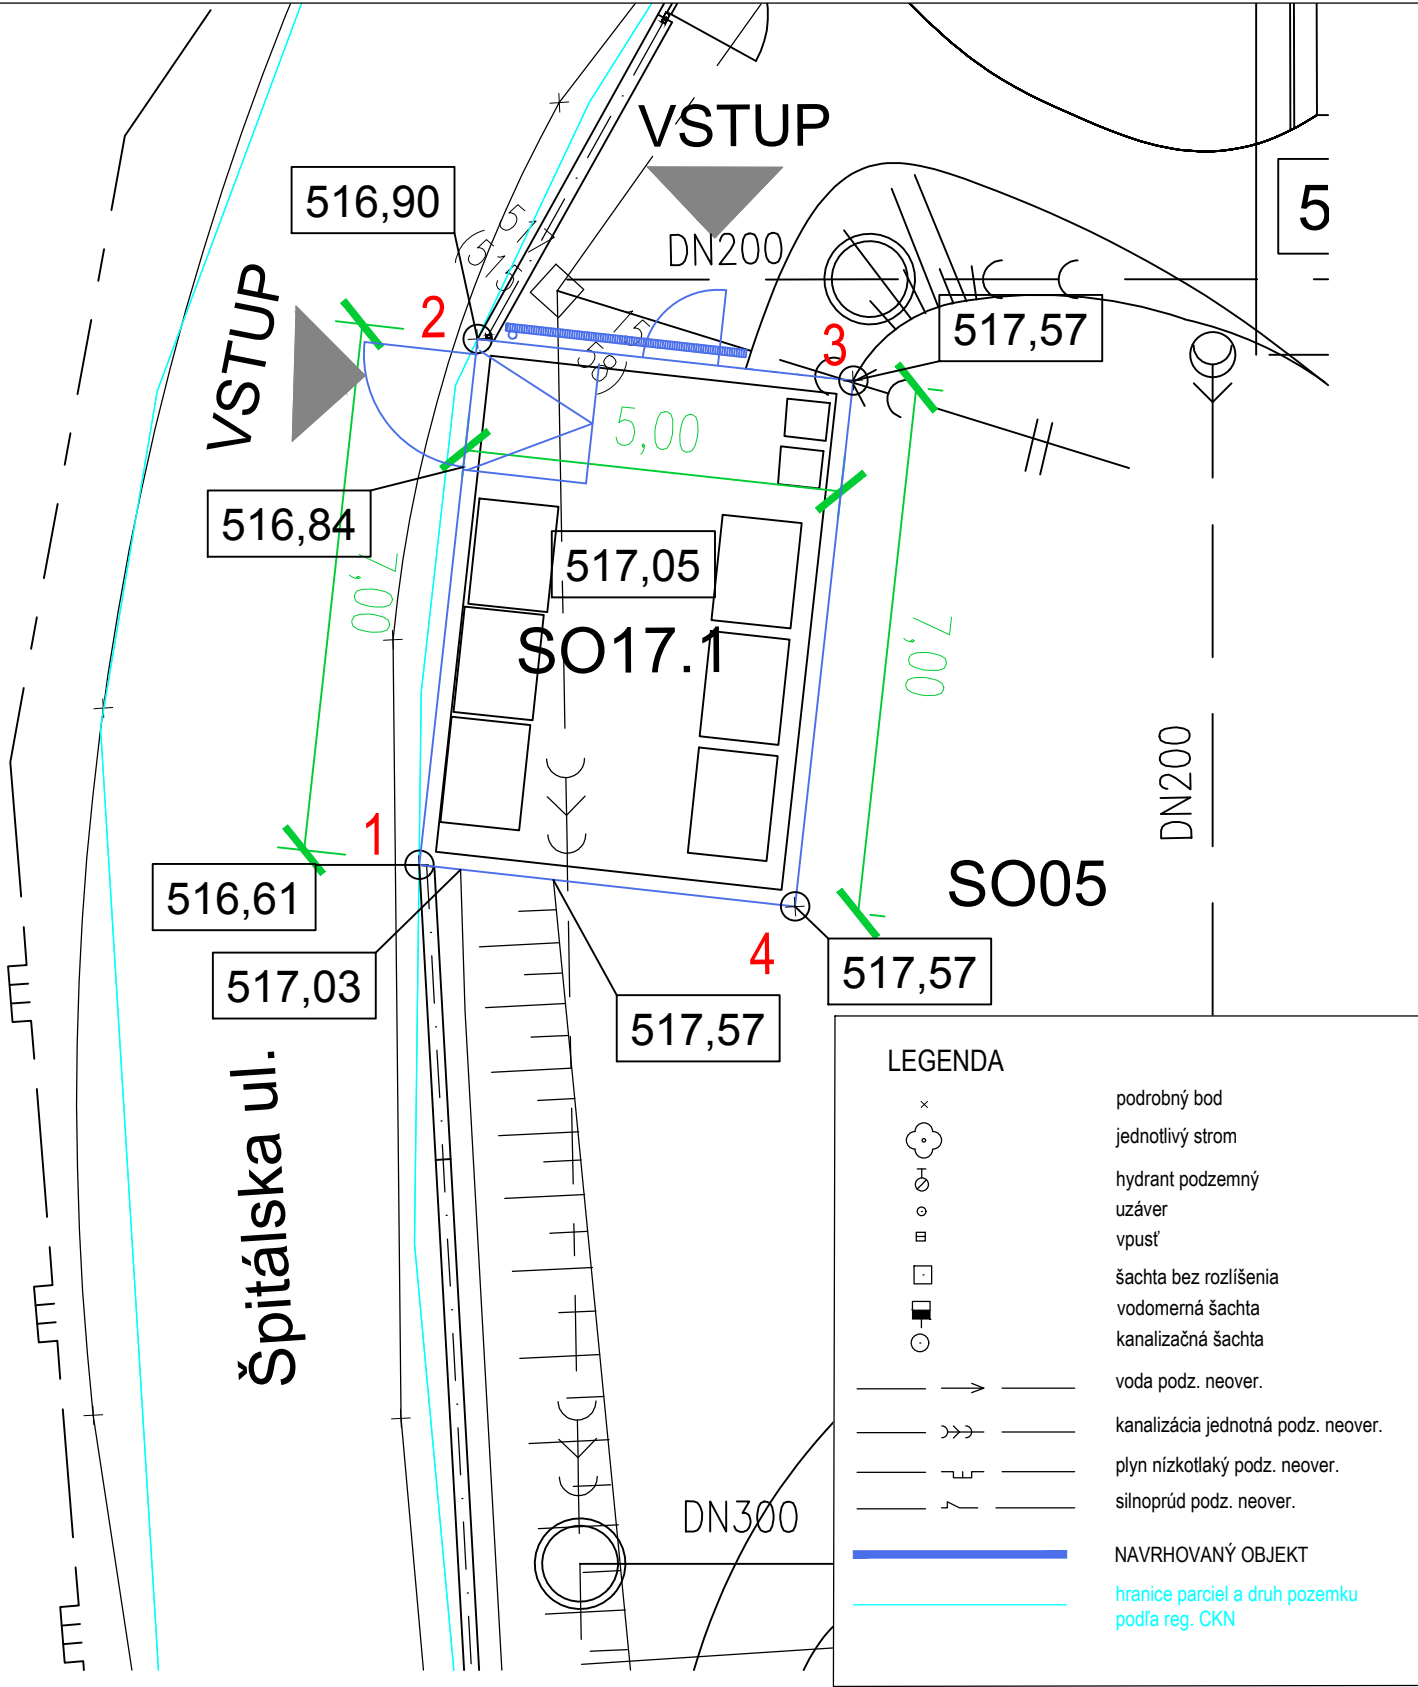 VSTUP
516,90
5
DN200
VSTUP
2
3
517,57
5,00
516,84
517,05
7,00
SO17.1
7,00
DN200
1
516,61
SO05
4
517,03
517,57
517,57
Špitálska ul.
DN300
LEGENDA
podrobný bod
jednotlivý strom
hydrant podzemný
uzáver
vpusť
šachta bez rozlíšenia
vodomerná šachta
kanalizačná šachta
voda podz. neover.
kanalizácia jednotná podz. neover.
plyn nízkotlaký podz. neover.
silnoprúd podz. neover.
NAVRHOVANÝ OBJEKT
hranice parciel a druh pozemku
podľa reg. CKN